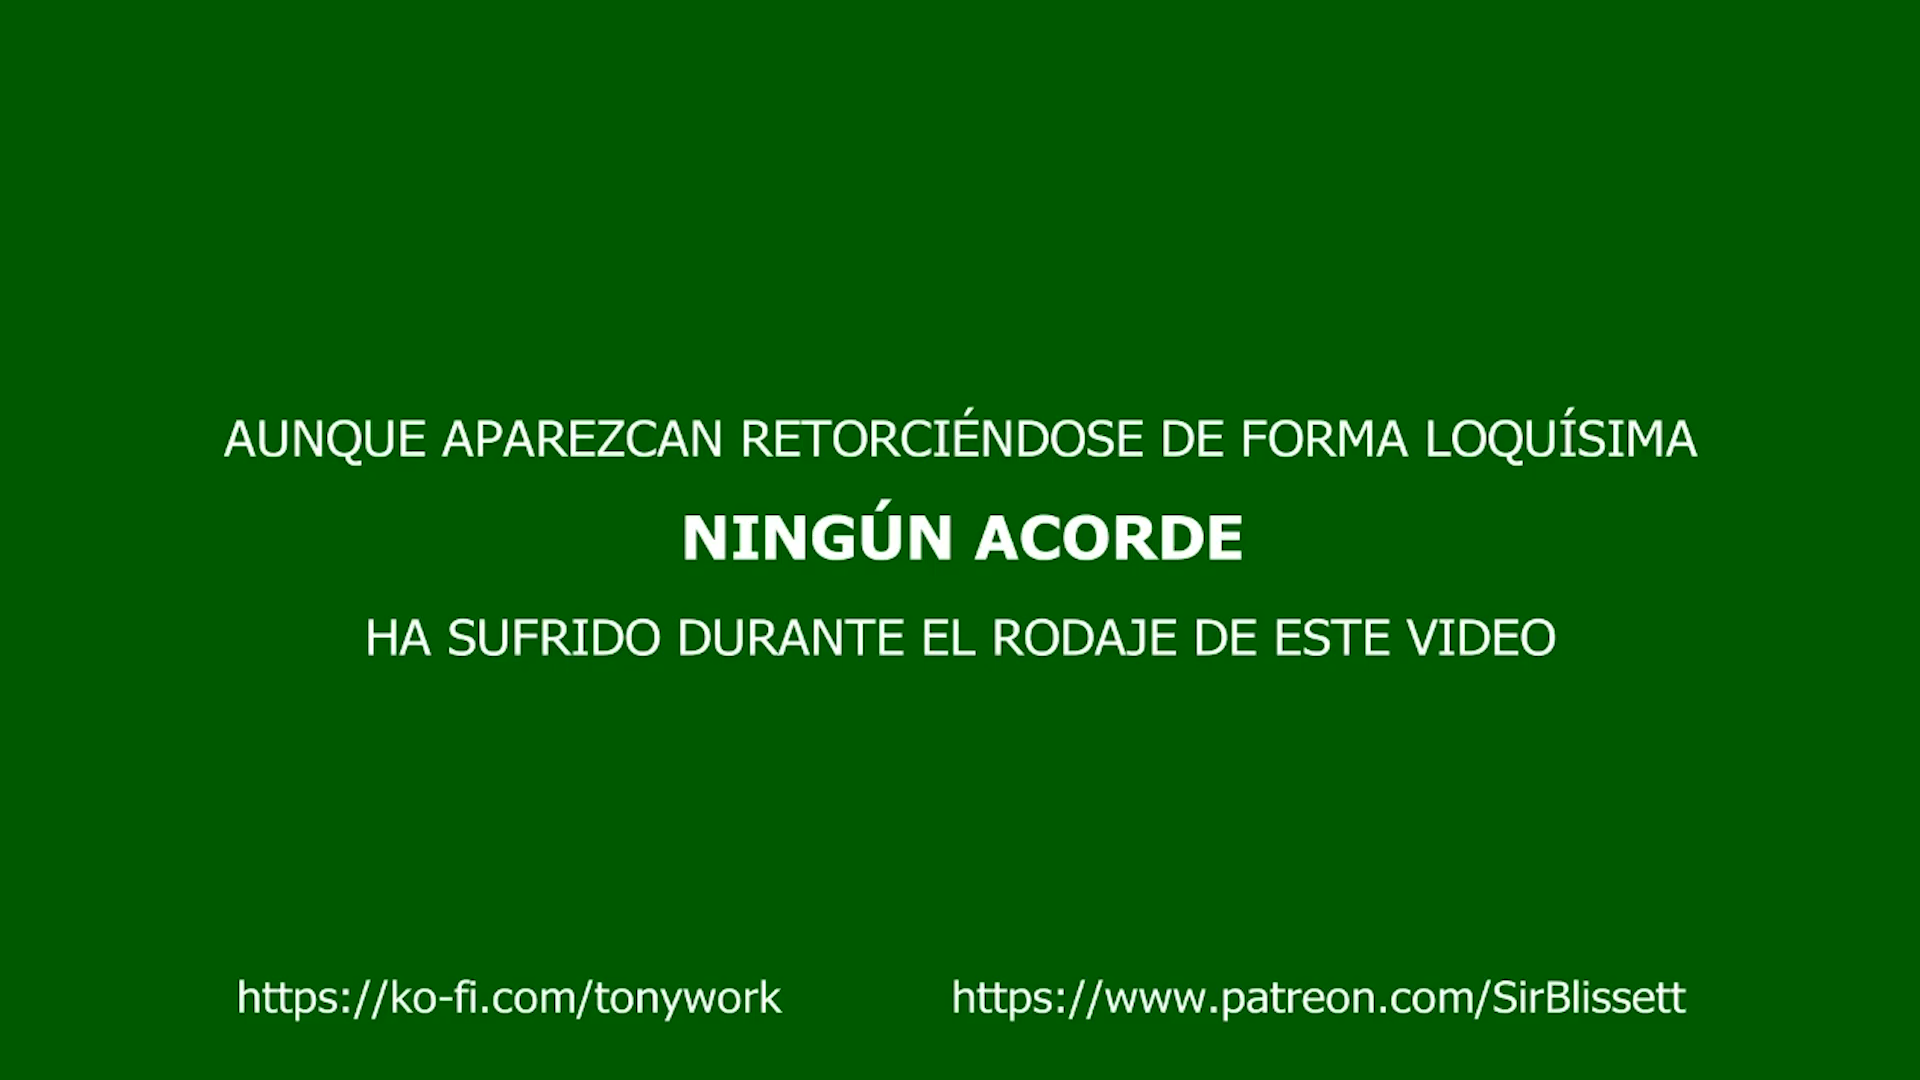 AUNQUE APAREZCAN RETORCIÉNDOSE DE FORMA LOQUÍSIMA
NINGÚN ACORDE
HA SUFRIDO DURANTE EL RODAJE DE ESTE VIDEO
https://ko-fi.com/tonywork
https://www.patreon.com/SirBlissett